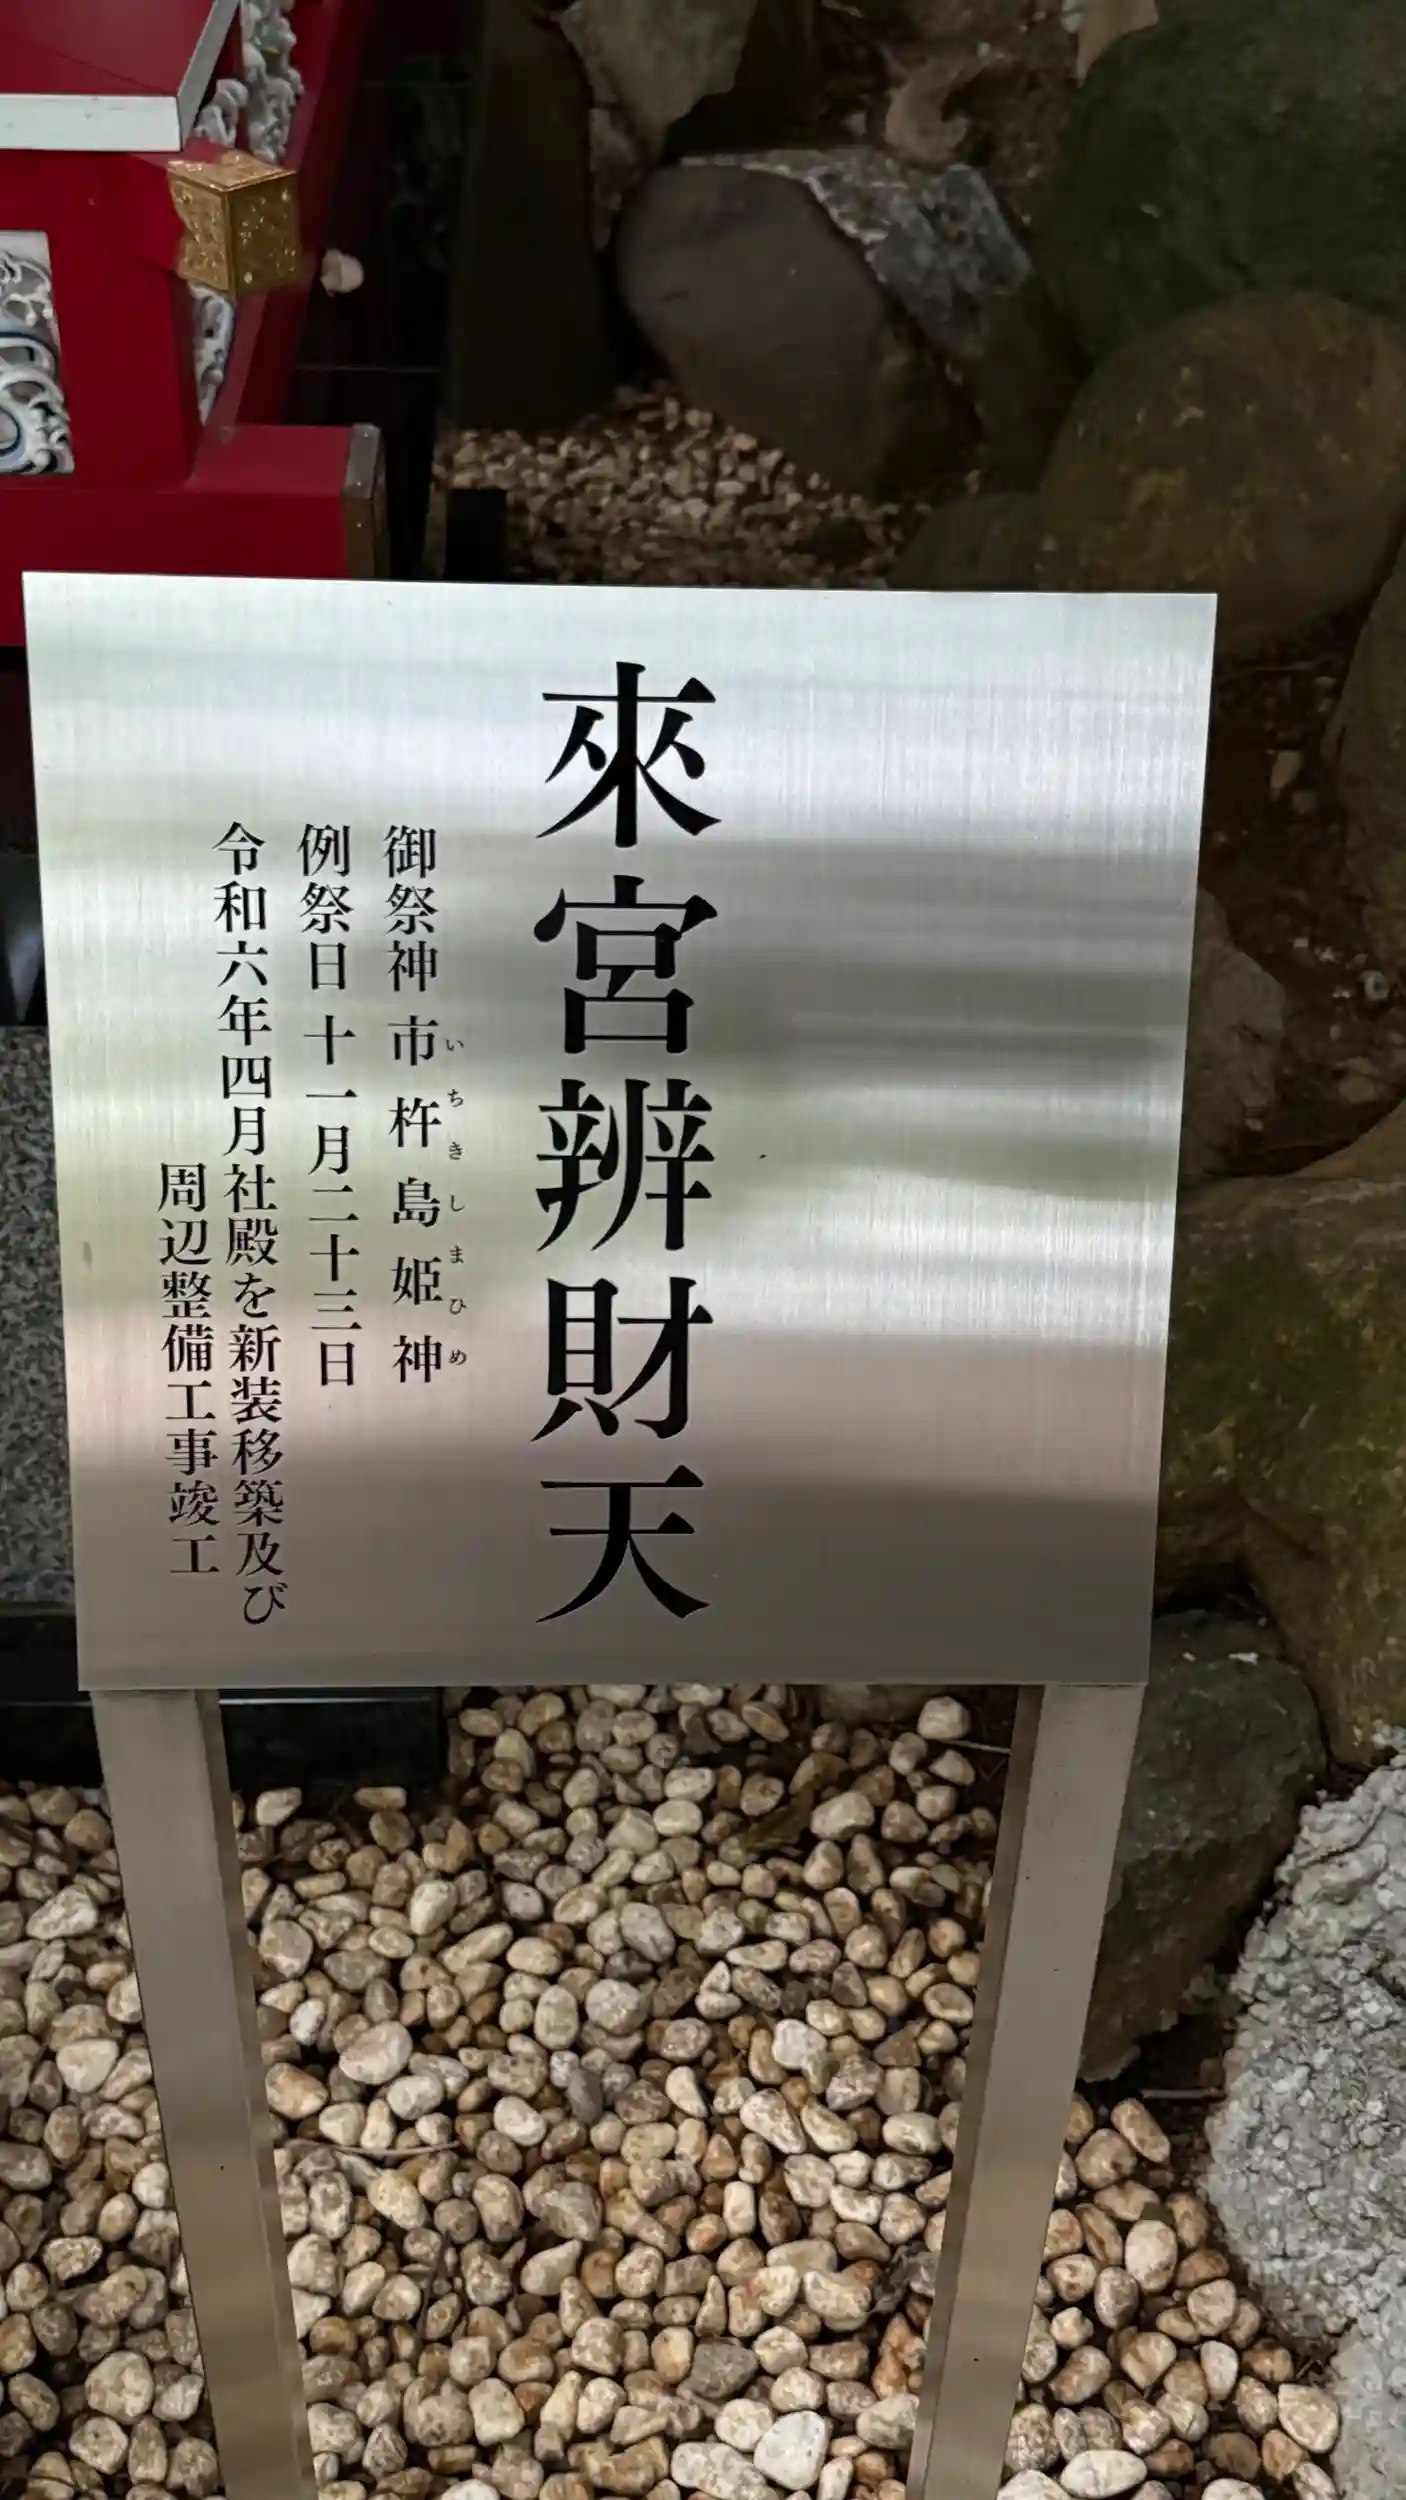 來宮辨財天
御祭神 市杵島姫神
いちきしまひめ
例祭日 十一月二十三日
令和六年四月社殿を新装移築及び
周辺整備工事竣工